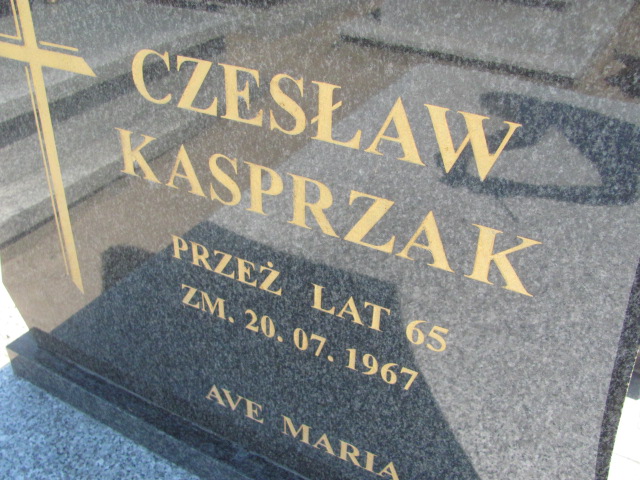 CZESŁAW
KASPRZAK
PRZEŻ LAT 65
ZM. 20. 07. 1967
AVE MARIA